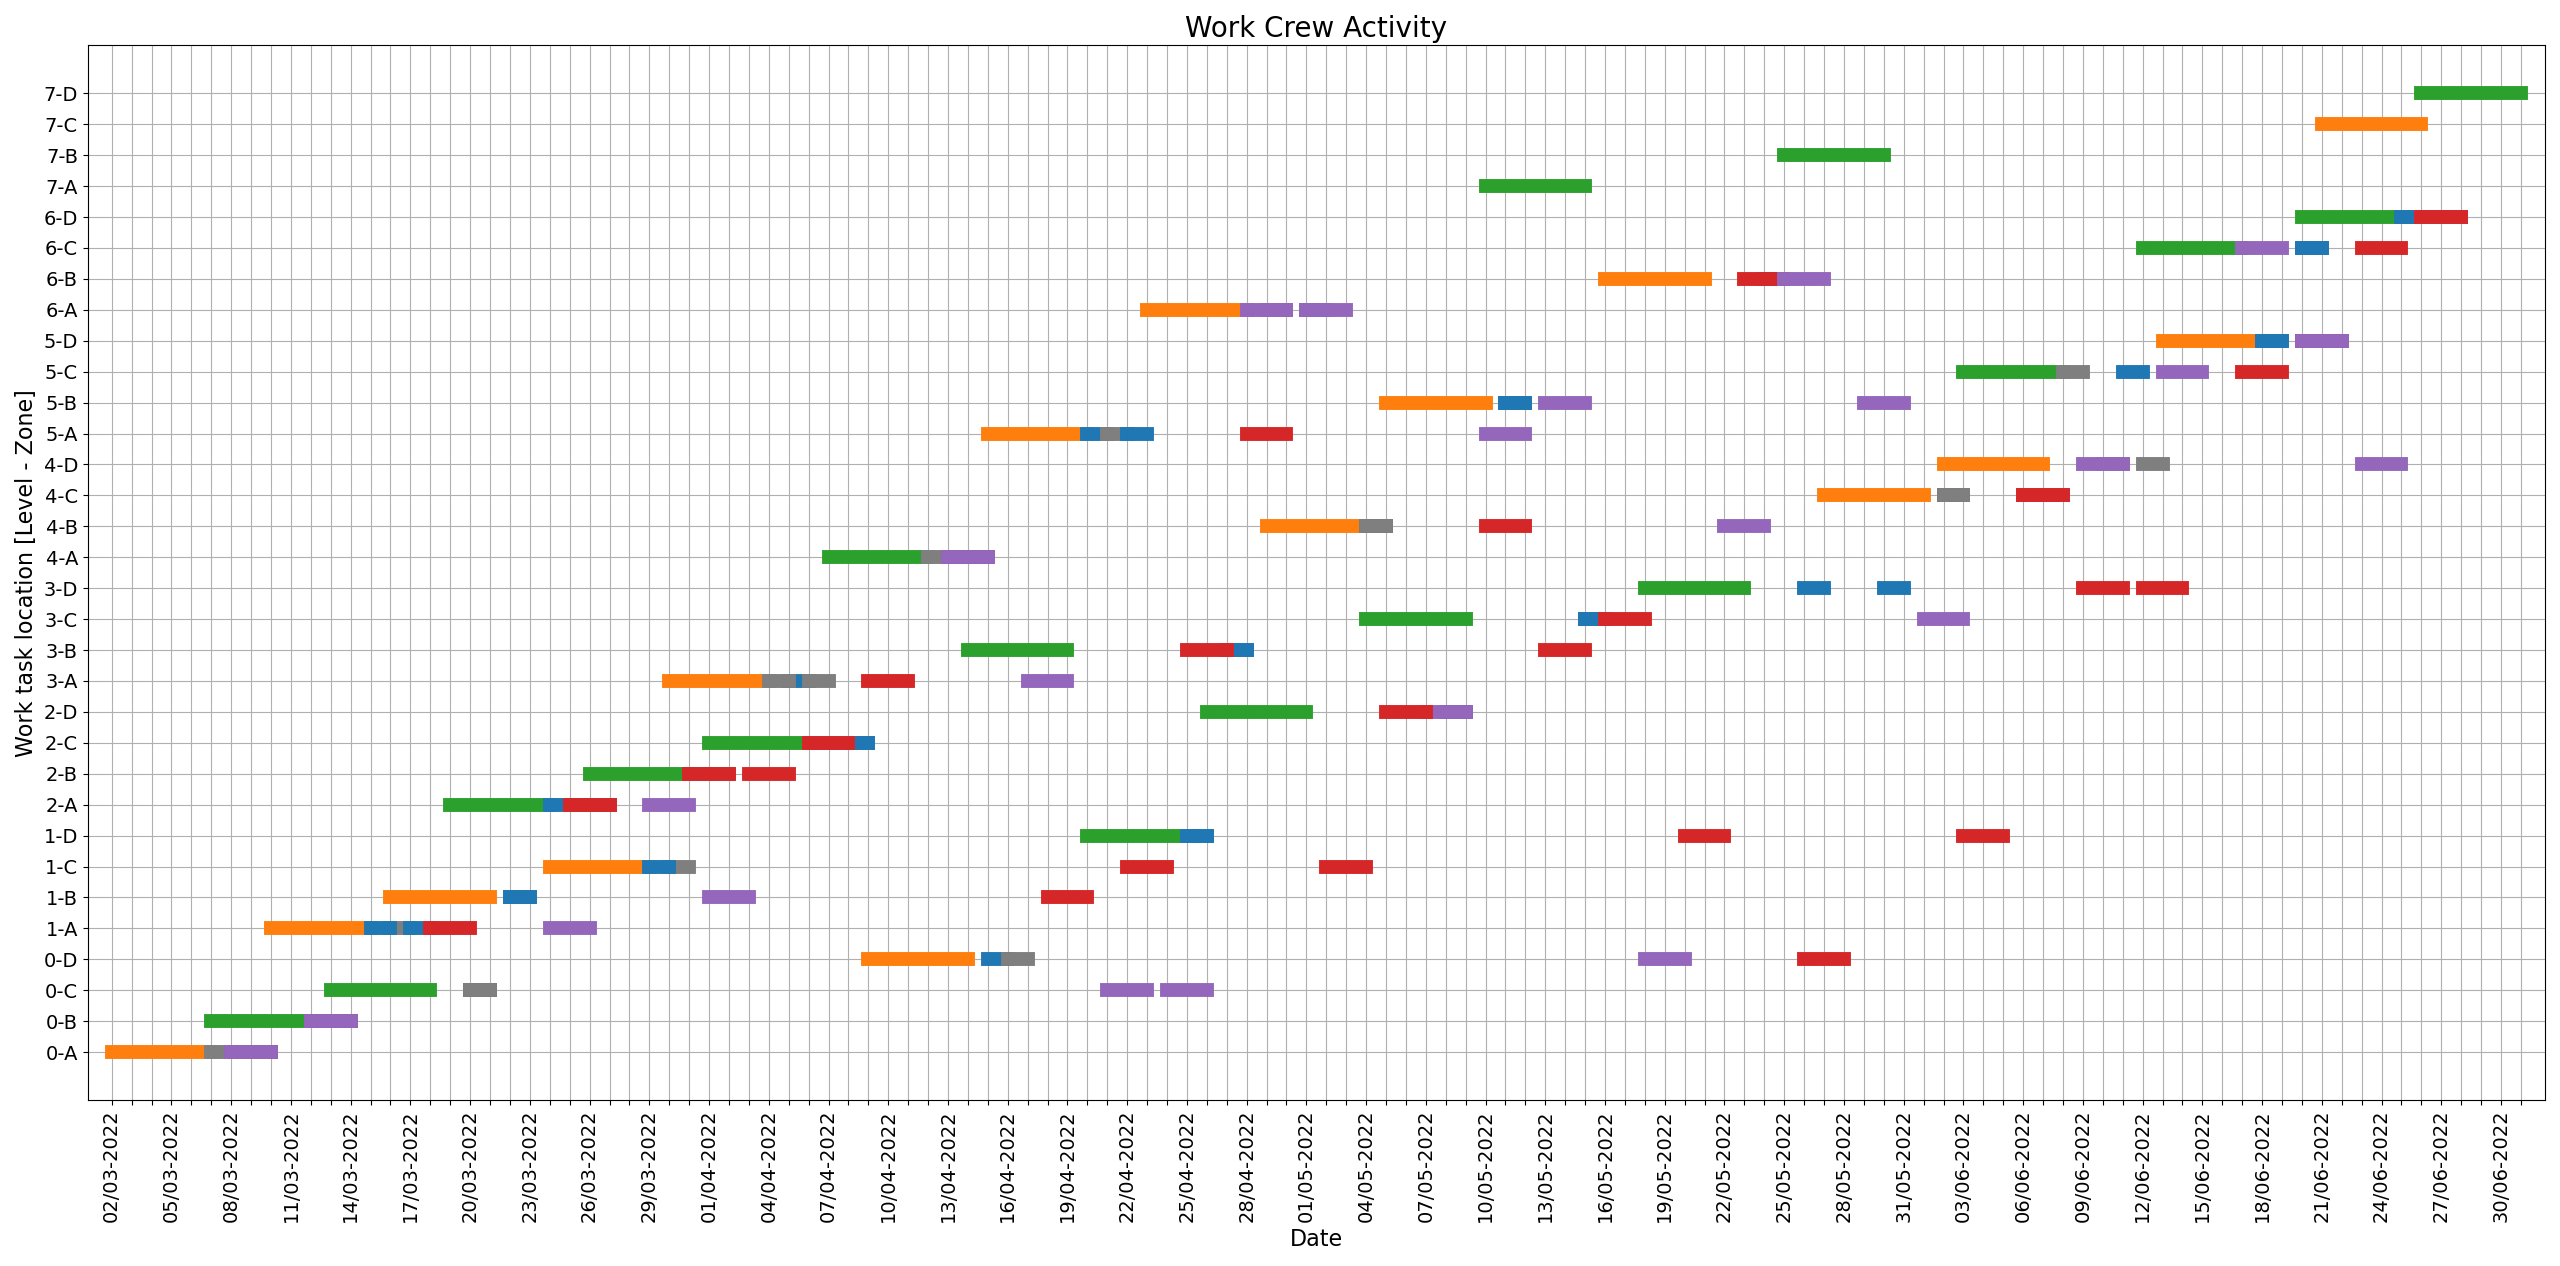 Work Crew Activity
Work task location [Level - Zone]
7-D
7-C
7-B
7-A
6-D
6-C
6-B
6-A
5-D
5-C
5-B
5-A
4-D
4-C
4-B
4-A
3-D
3-C
3-B
3-A
2-D
2-C
2-B
2-A
1-D
1-C
1-B
1-A
0-D
0-C
0-B
0-A
02/03-2022
05/03-2022
08/03-2022
11/03-2022
14/03-2022
17/03-2022
20/03-2022
23/03-2022
26/03-2022
29/03-2022
01/04-2022
04/04-2022
07/04-2022
10/04-2022
13/04-2022
16/04-2022
19/04-2022
22/04-2022
25/04-2022
28/04-2022
01/05-2022
04/05-2022
07/05-2022
10/05-2022
13/05-2022
16/05-2022
19/05-2022
22/05-2022
25/05-2022
28/05-2022
31/05-2022
03/06-2022
06/06-2022
09/06-2022
12/06-2022
15/06-2022
18/06-2022
21/06-2022
24/06-2022
27/06-2022
30/06-2022
Date